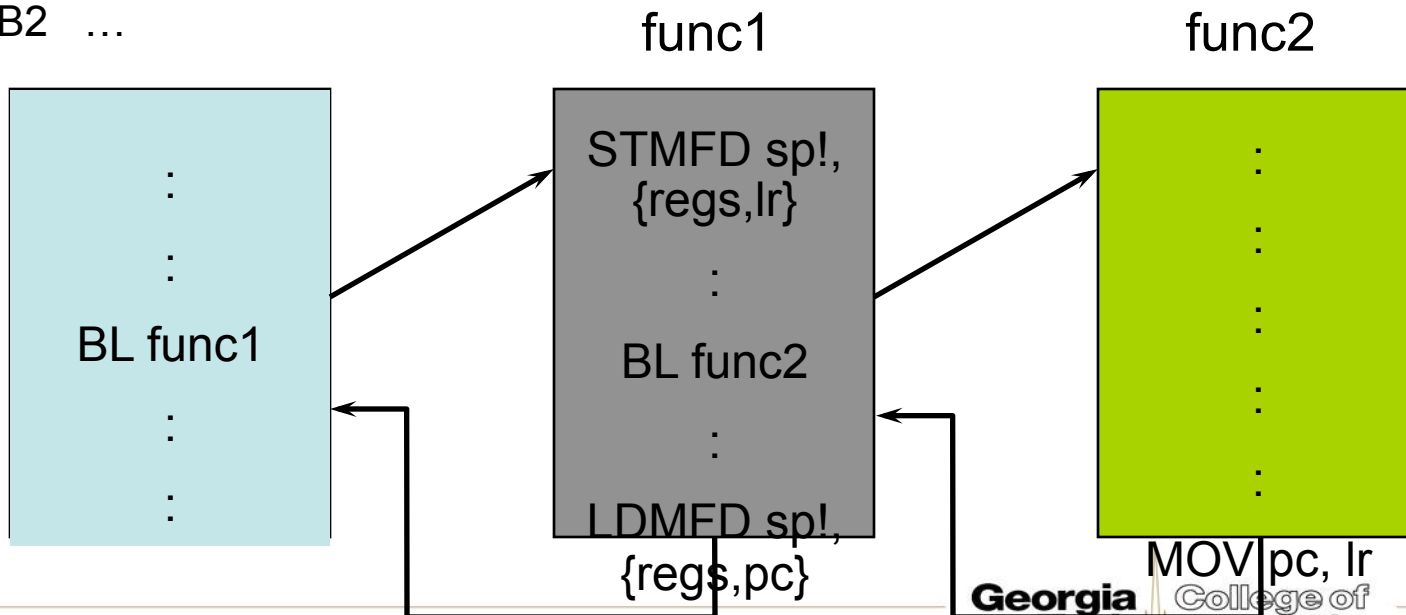 B2 …
func1
func2
:
:
BL func1
:
:
STMFD sp!,
{regs,lr}
:
BL func2
:
LDMFD sp!,
{regs,pc}
:
:
:
:
:
MOV pc, lr
Georgia College of